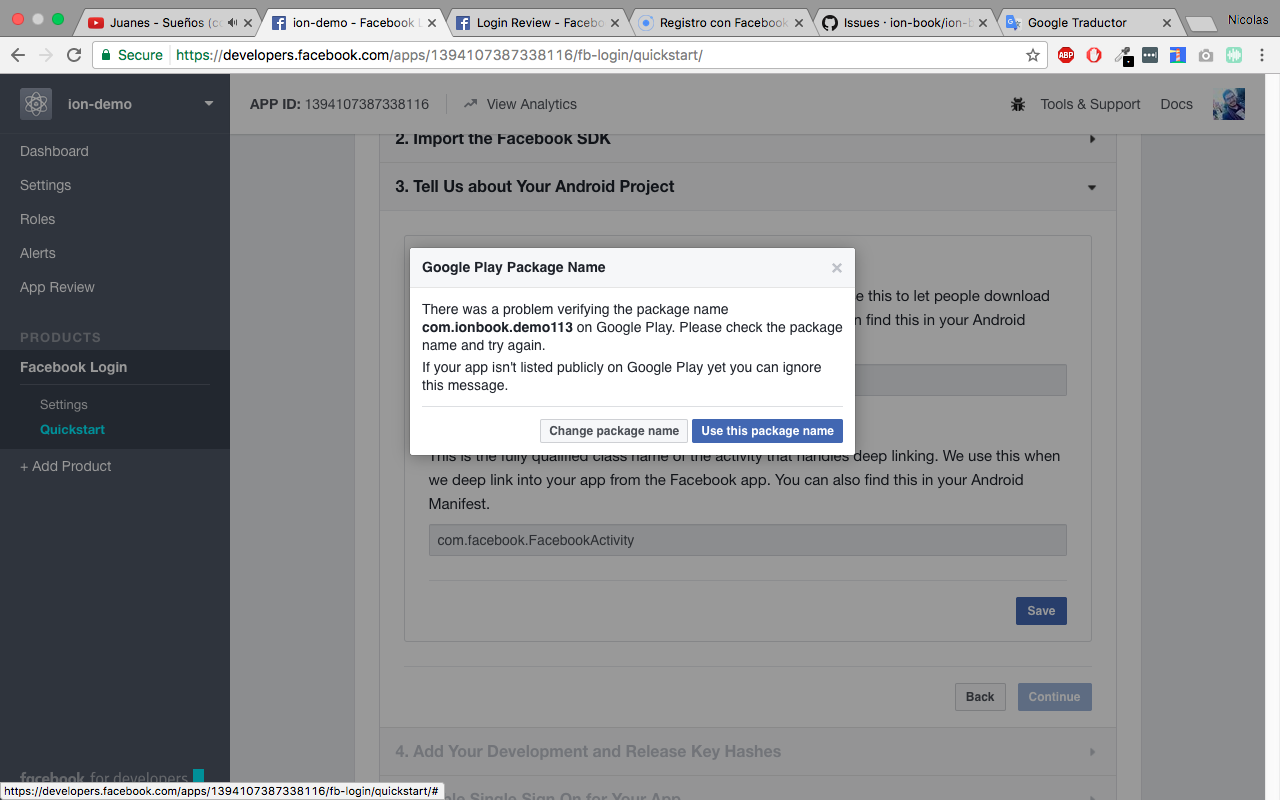 Juanes - Sueños (co
ion-demo - Facebook L
Login Review - Facebo
Registro con Facebook
Issues · ion-book/ion-b
Google Traductor
Nicolas
Secure
https://developers.facebook.com/apps/1394107387338116/fb-login/quickstart/
ABP
ion-demo
APP ID: 1394107387338116
View Analytics
Tools & Support
Docs
Dashboard
Settings
Roles
Alerts
App Review
PRODUCTS
Facebook Login
Settings
Quickstart
+ Add Product
2. Import the Facebook SDK
3. Tell Us about Your Android Project
Google Play Package Name
There was a problem verifying the package name
com.ionbook.demo113 on Google Play. Please check the package
name and try again.
If your app isn't listed publicly on Google Play yet you can ignore
this message.
Change package name
Use this package name
e this to let people download
n find this in your Android
This is the fully qualified class name of the activity that handles deep linking. We use this when
we deep link into your app from the Facebook app. You can also find this in your Android
Manifest.
com.facebook.FacebookActivity
Save
Back
Continue
4. Add Your Development and Release Key Hashes
ble Single Sign On for Your App
facebook for developers
https://developers.facebook.com/apps/1394107387338116/fb-login/quickstart/#